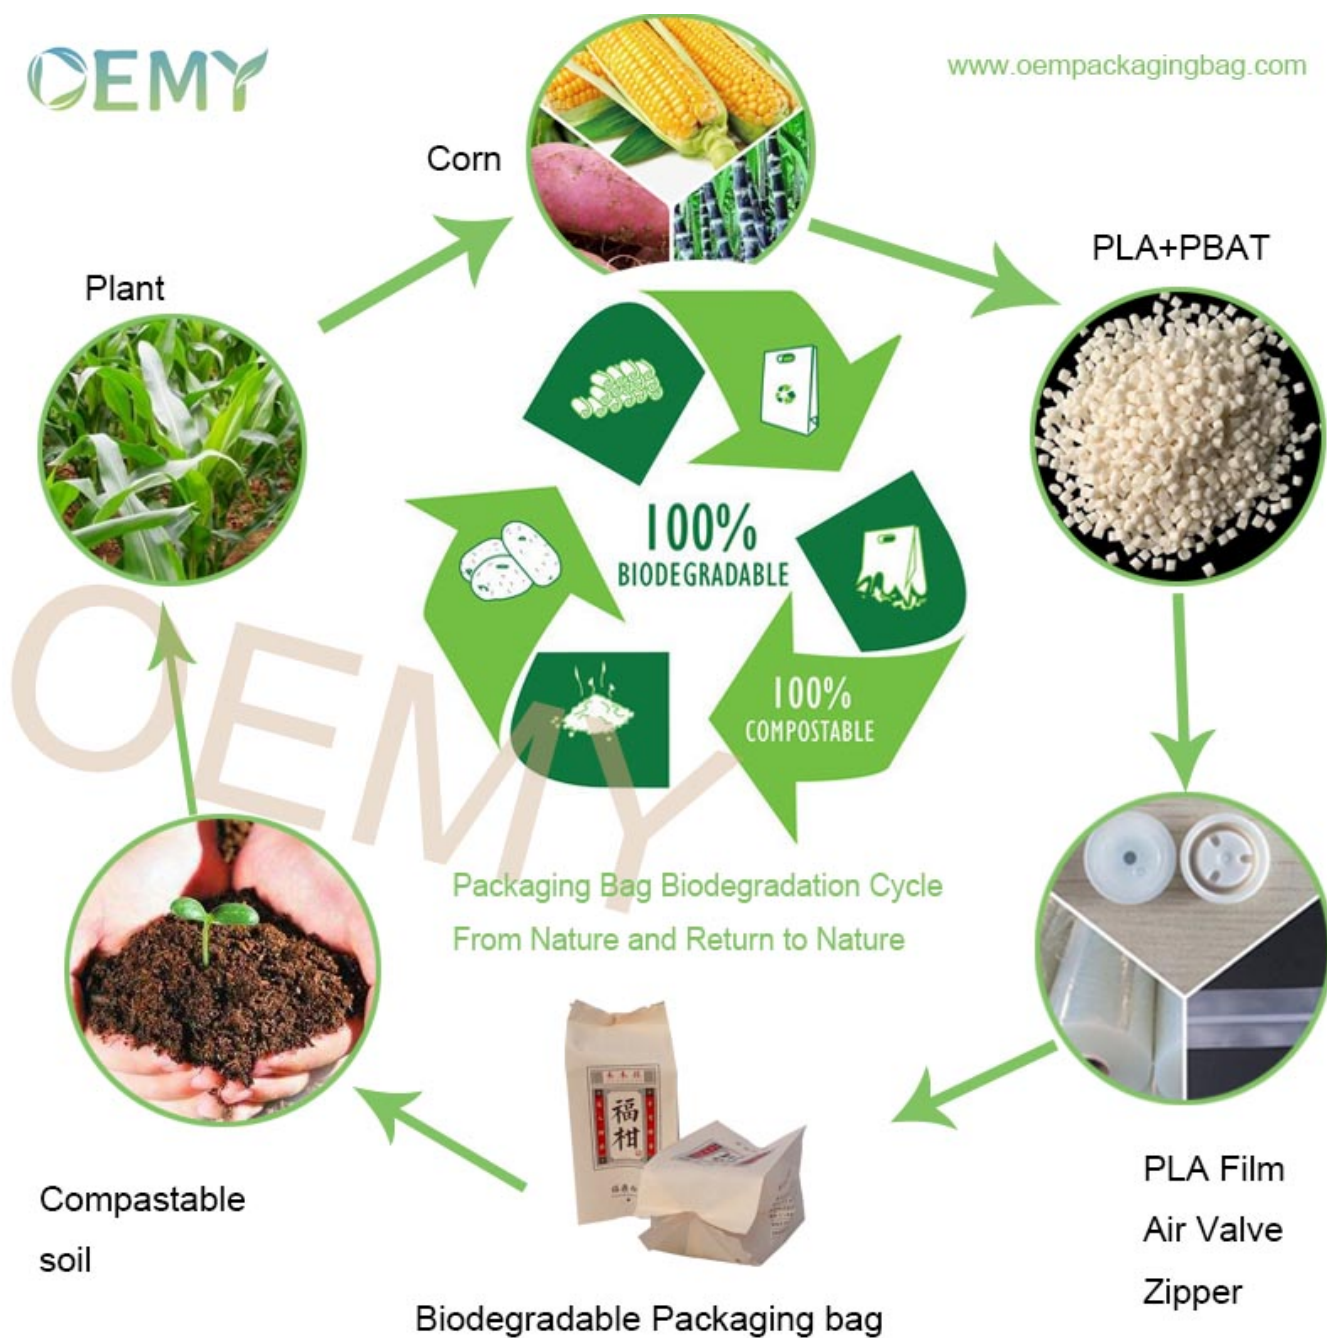 OEMY
www.oempackagingbag.com
Corn
PLA+PBAT
Plant
100%
BIODEGRADABLE
100%
COMPOSTABLE
OEMY
Packaging Bag Biodegradation Cycle
From Nature and Return to Nature
福柑
PLA Film
Air Valve
Zipper
Compastable
soil
Biodegradable Packaging bag